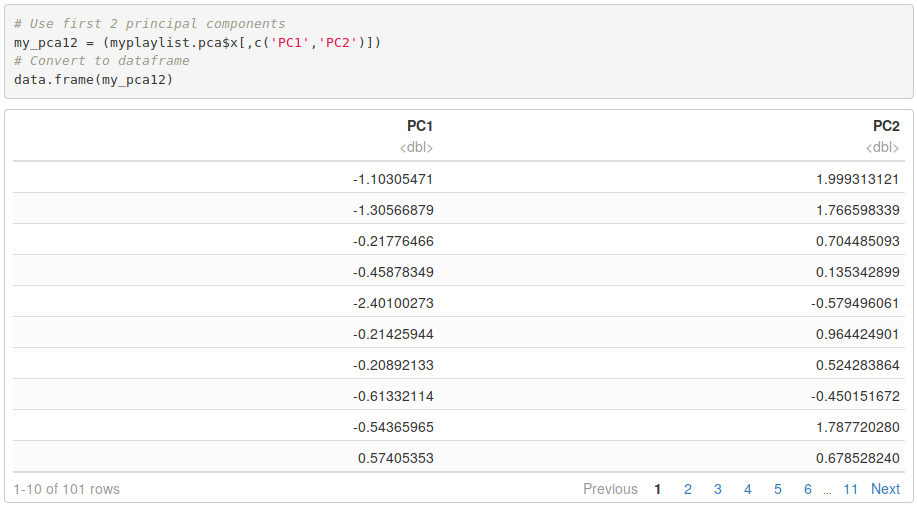 # Use first 2 principal components
my_pca12 = (myplaylist.pca$x[,c('PC1','PC2')])
# Convert to dataframe
data.frame(my_pca12)
PC1 PC2
<dbl> <dbl>
-1.10305471 1.999313121
-1.30566879 1.766598339
-0.21776466 0.704485093
-0.45878349 0.135342899
-2.40100273 -0.579496061
-0.21425944 0.964424901
-0.20892133 0.524283864
-0.61332114 -0.450151672
-0.54365965 1.787720280
0.57405353 0.678528240
1-10 of 101 rows Previous 1 2 3 4 5 6 ... 11 Next